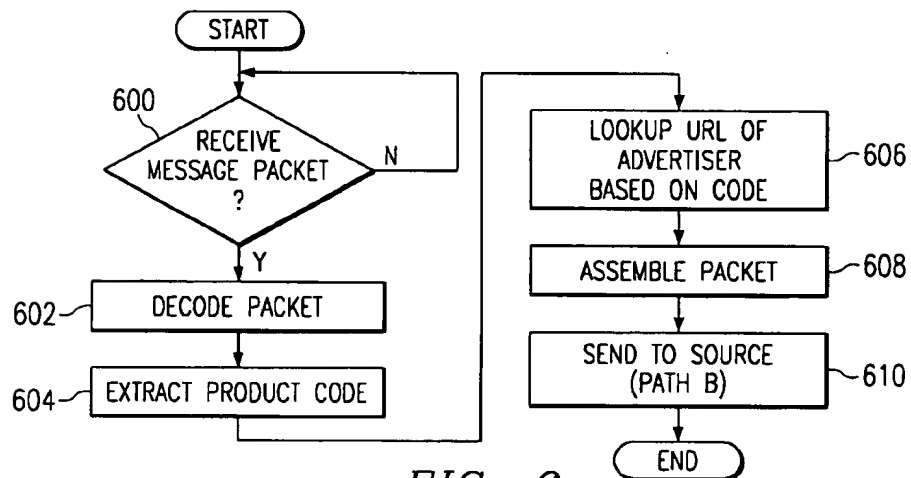 START
600
RECEIVE
MESSAGE PACKET
?
N
Y
602
DECODE PACKET
604
EXTRACT PRODUCT CODE
LOOKUP URL OF
ADVERTISER
BASED ON CODE
606
ASSEMBLE PACKET
608
SEND TO SOURCE
(PATH B)
610
END
FIG.